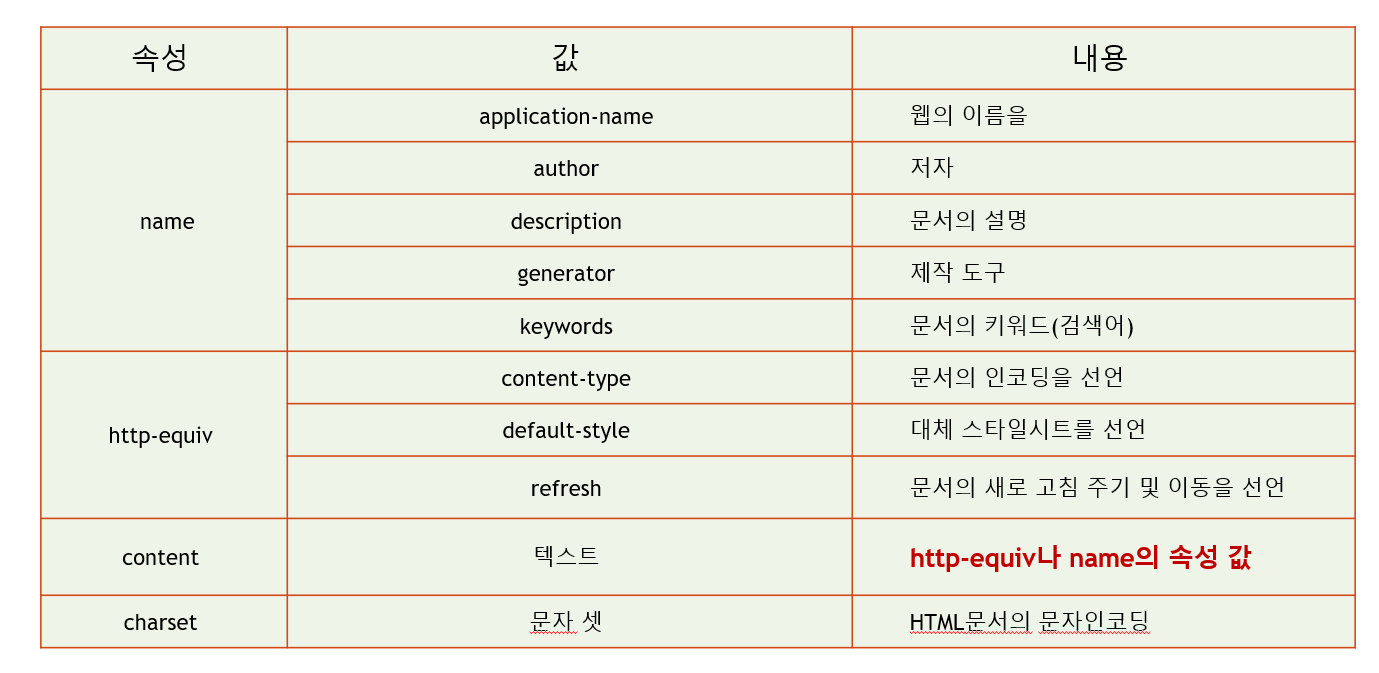 속성 값 내용
name
application-name 웹의 이름을
author 저자
description 문서의 설명
generator 제작 도구
keywords 문서의 키워드(검색어)
http-equiv
content-type 문서의 인코딩을 선언
default-style 대체 스타일시트를 선언
refresh 문서의 새로 고침 주기 및 이동을 선언
content 텍스트 http-equiv나 name의 속성 값
charset 문자 셋 HTML문서의 문자인코딩